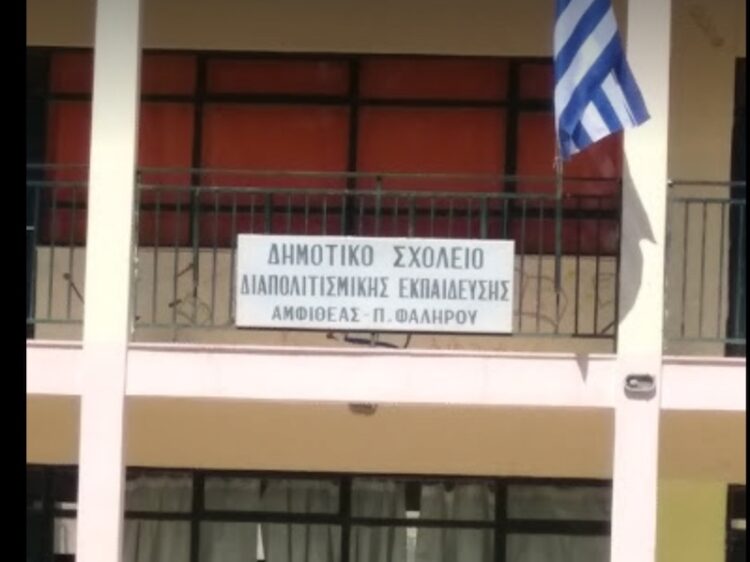 ΔΗΜΟΤΙΚΟ ΣΧΟΛΕΙΟ
ΔΙΑΠΟΛΙΤΙΣΜΙΚΗΣ ΕΚΠΑΙΔΕΥΣΗΣ
ΑΜΦΙΘΕΑΣ - Π. ΦΑΛΗΡΟΥ